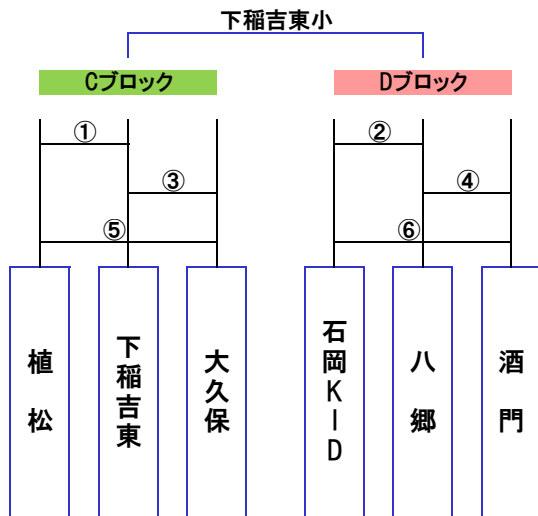 下稲吉東小
Cブロック
Dブロック
①
②
③
④
⑤
⑥
植松
下稲吉東
大久保
石岡KID
八郷
酒門